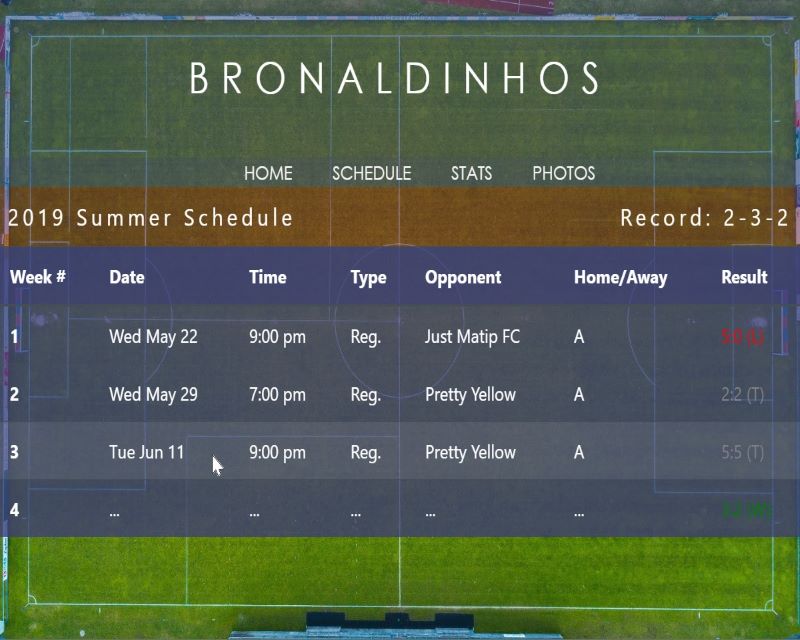 BRONALDINHOS
HOME SCHEDULE STATS PHOTOS
2019 Summer Schedule Record: 2-3-2
Week # Date Time Type Opponent Home/Away Result
1 Wed May 22 9:00 pm Reg. Just Matip FC A 5:0 (L)
2 Wed May 29 7:00 pm Reg. Pretty Yellow A 2:2 (T)
3 Tue Jun 11 9:00 pm Reg. Pretty Yellow A 5:5 (T)
4 ... ... ... ... ...